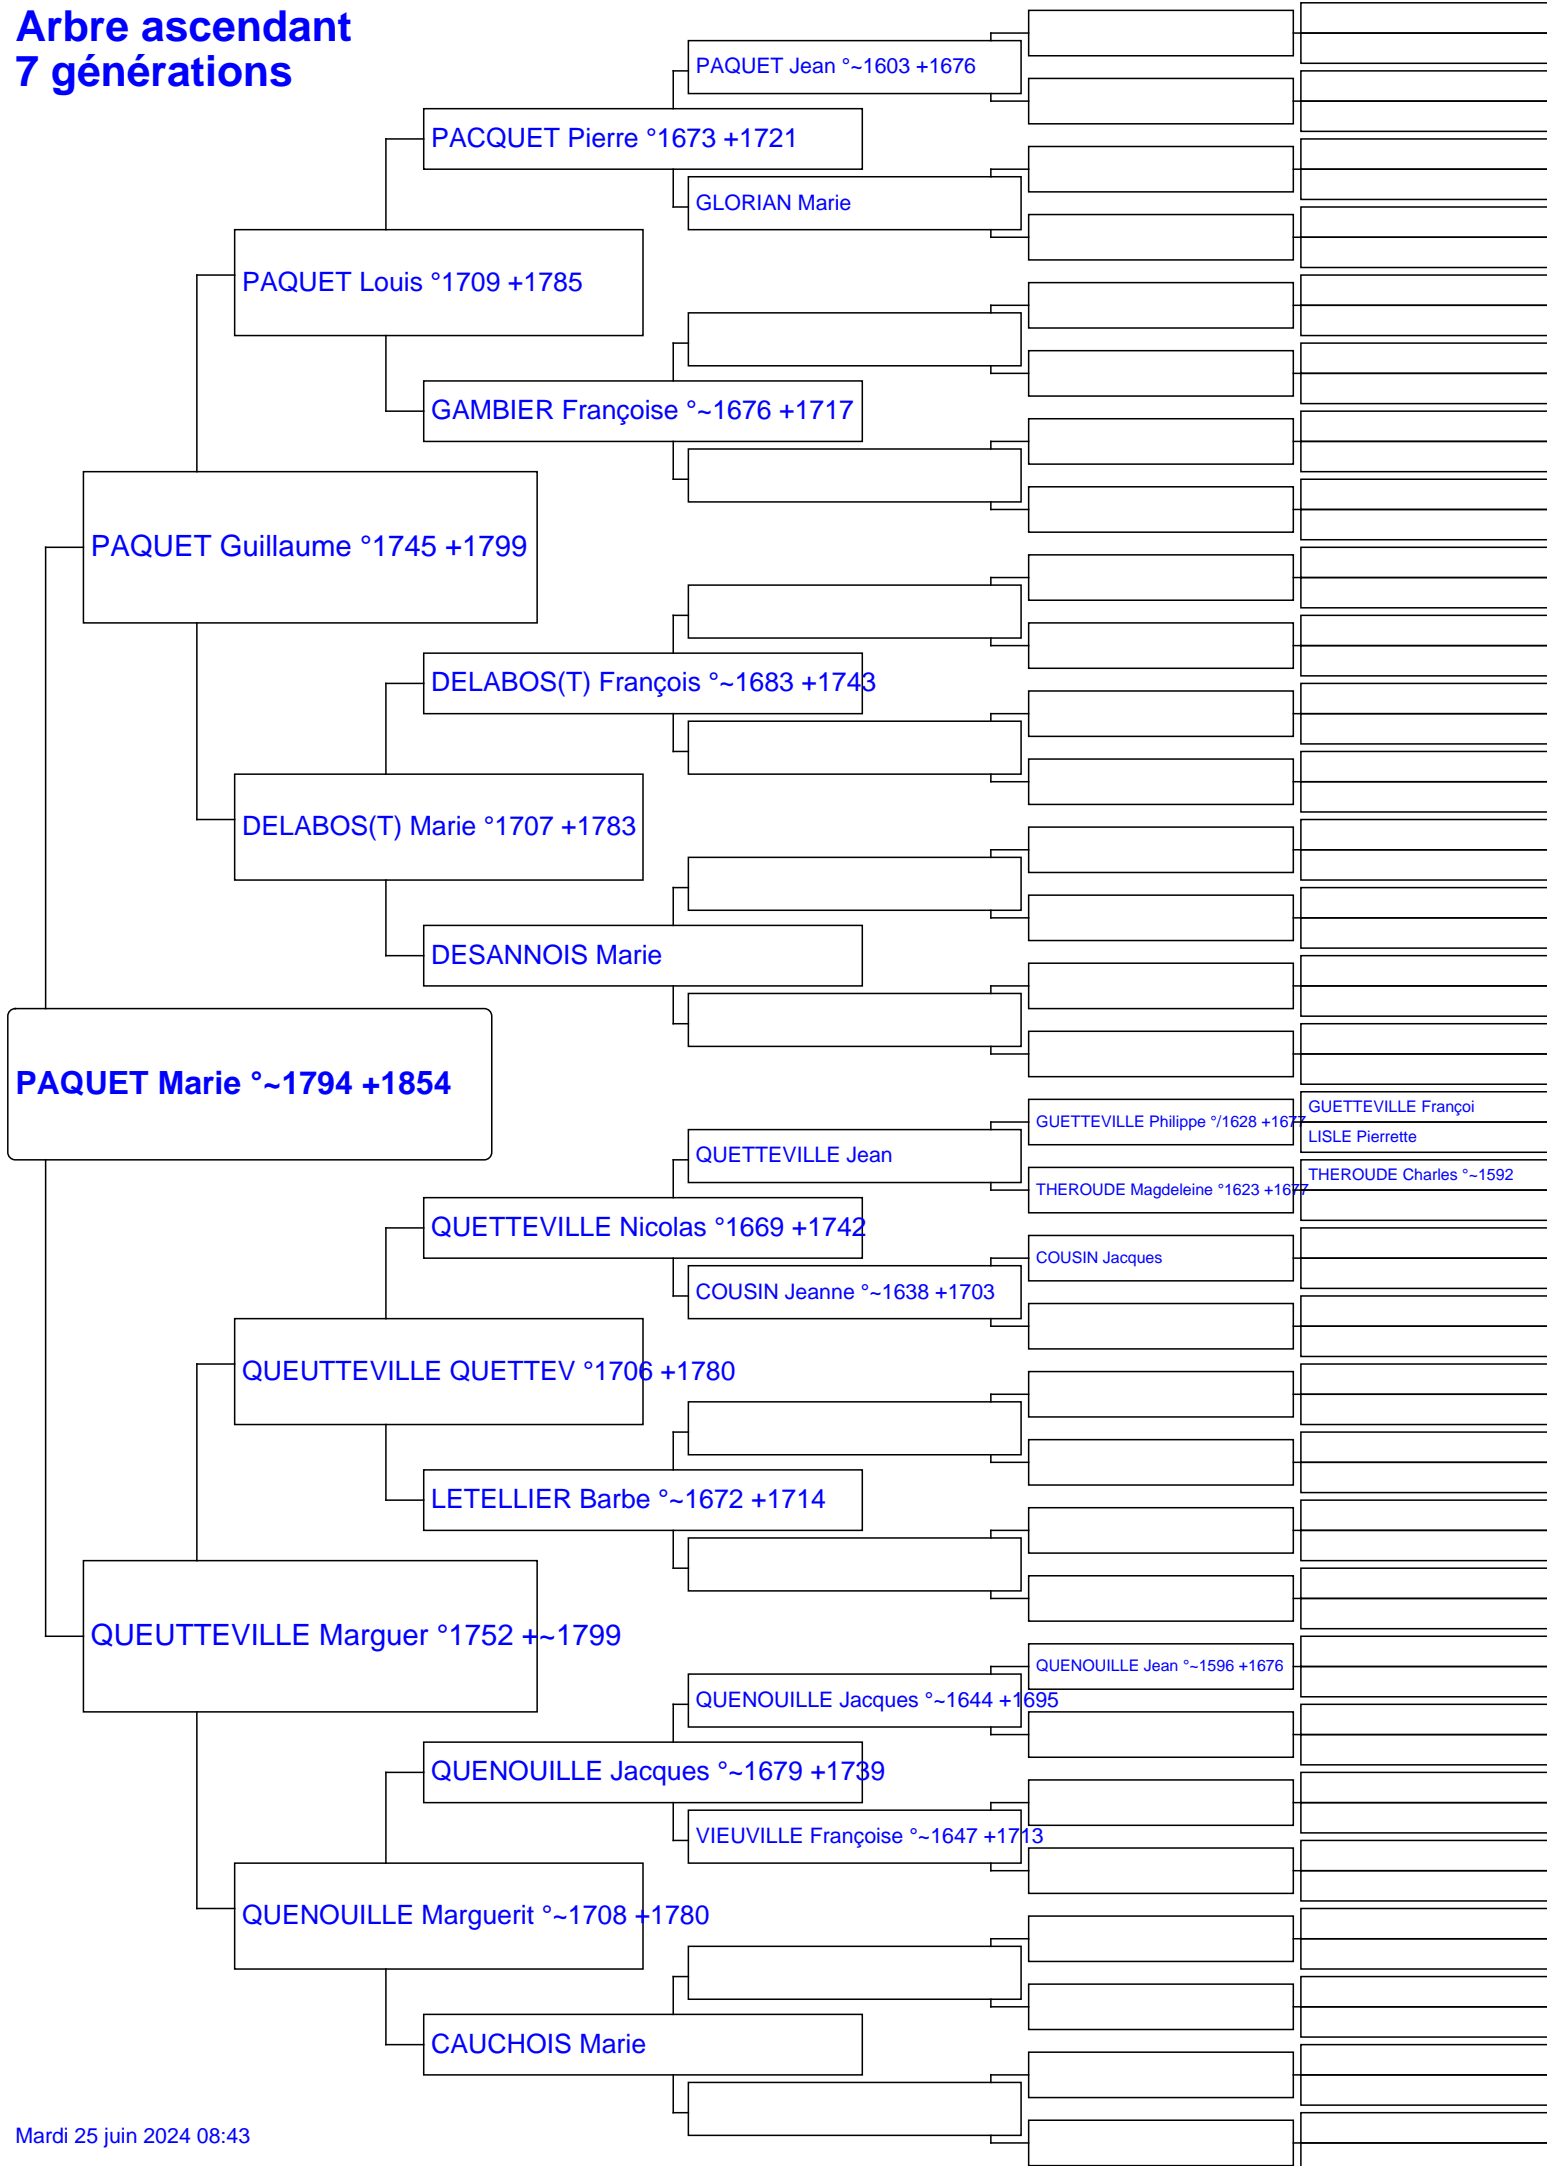 Arbre ascendant
7 générations
PAQUET Jean °~1603 +1676
PACQUET Pierre °1673 +1721
GLORIAN Marie
PAQUET Louis °1709 +1785
GAMBIER Françoise °~1676 +1717
PAQUET Guillaume °1745 +1799
DELABOS(T) François °~1683 +1743
DELABOS(T) Marie °1707 +1783
DESANNOIS Marie
PAQUET Marie °~1794 +1854
GUETTEVILLE Françoi
GUETTEVILLE Philippe °/1628 +1677
LISLE Pierrette
QUETTEVILLE Jean
THEROUDE Charles °~1592
THEROUDE Magdeleine °1623 +1677
QUETTEVILLE Nicolas °1669 +1742
COUSIN Jacques
COUSIN Jeanne °~1638 +1703
QUEUTTEVILLE QUETTEV °1706 +1780
LETELLIER Barbe °~1672 +1714
QUEUTTEVILLE Marguer °1752 +~1799
QUENOUILLE Jean °~1596 +1676
QUENOUILLE Jacques °~1644 +1695
QUENOUILLE Jacques °~1679 +1739
VIEUVILLE Françoise °~1647 +1713
QUENOUILLE Marguerit °~1708 +1780
CAUCHOIS Marie
Mardi 25 juin 2024 08:43